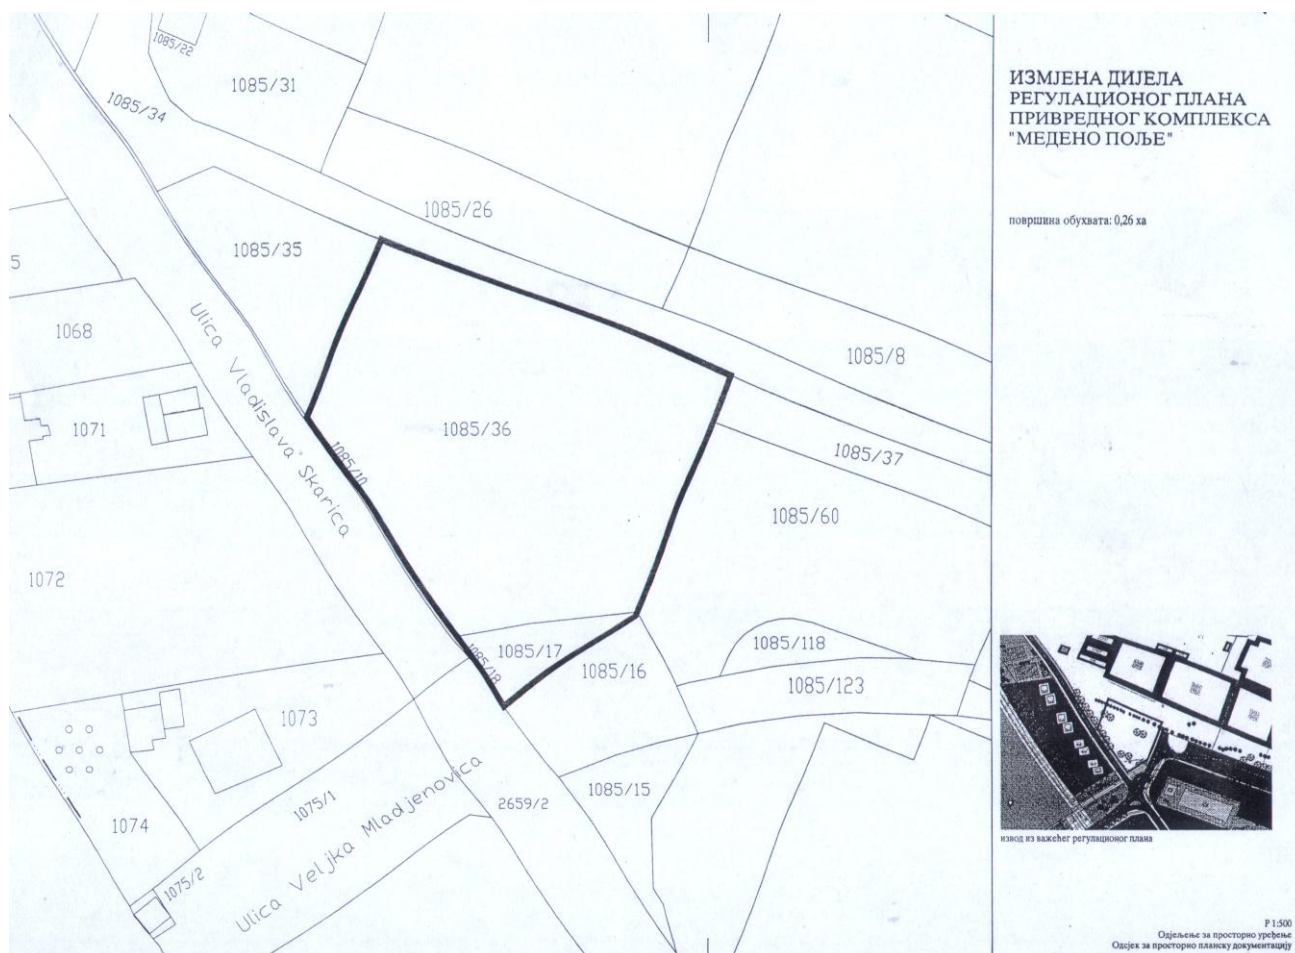 1085/22
1085/31
1085/34
1085/26
1085/35
5
1068
1085/8
1071
1085/36
1085/37
Ulica Vladislava Skarica
1085/10
1085/60
1072
1085/17
1085/18
1085/16
1085/118
1085/123
1073
1074
1075/1
1075/2
2659/2
1085/15
Ulica Veljka Mladjenovica
ИЗМЈЕНА ДИЈЕЛА
РЕГУЛАЦИОНОГ ПЛАНА
ПРИВРЕДНОГ КОМПЛЕКСА
"МЕДЕНО ПОЉЕ"
површина обухвата: 0,26 ха
извод из важећег регулационог плана
Р 1:500
Одјељење за просторно уређење
Одсјек за просторно планску документацију